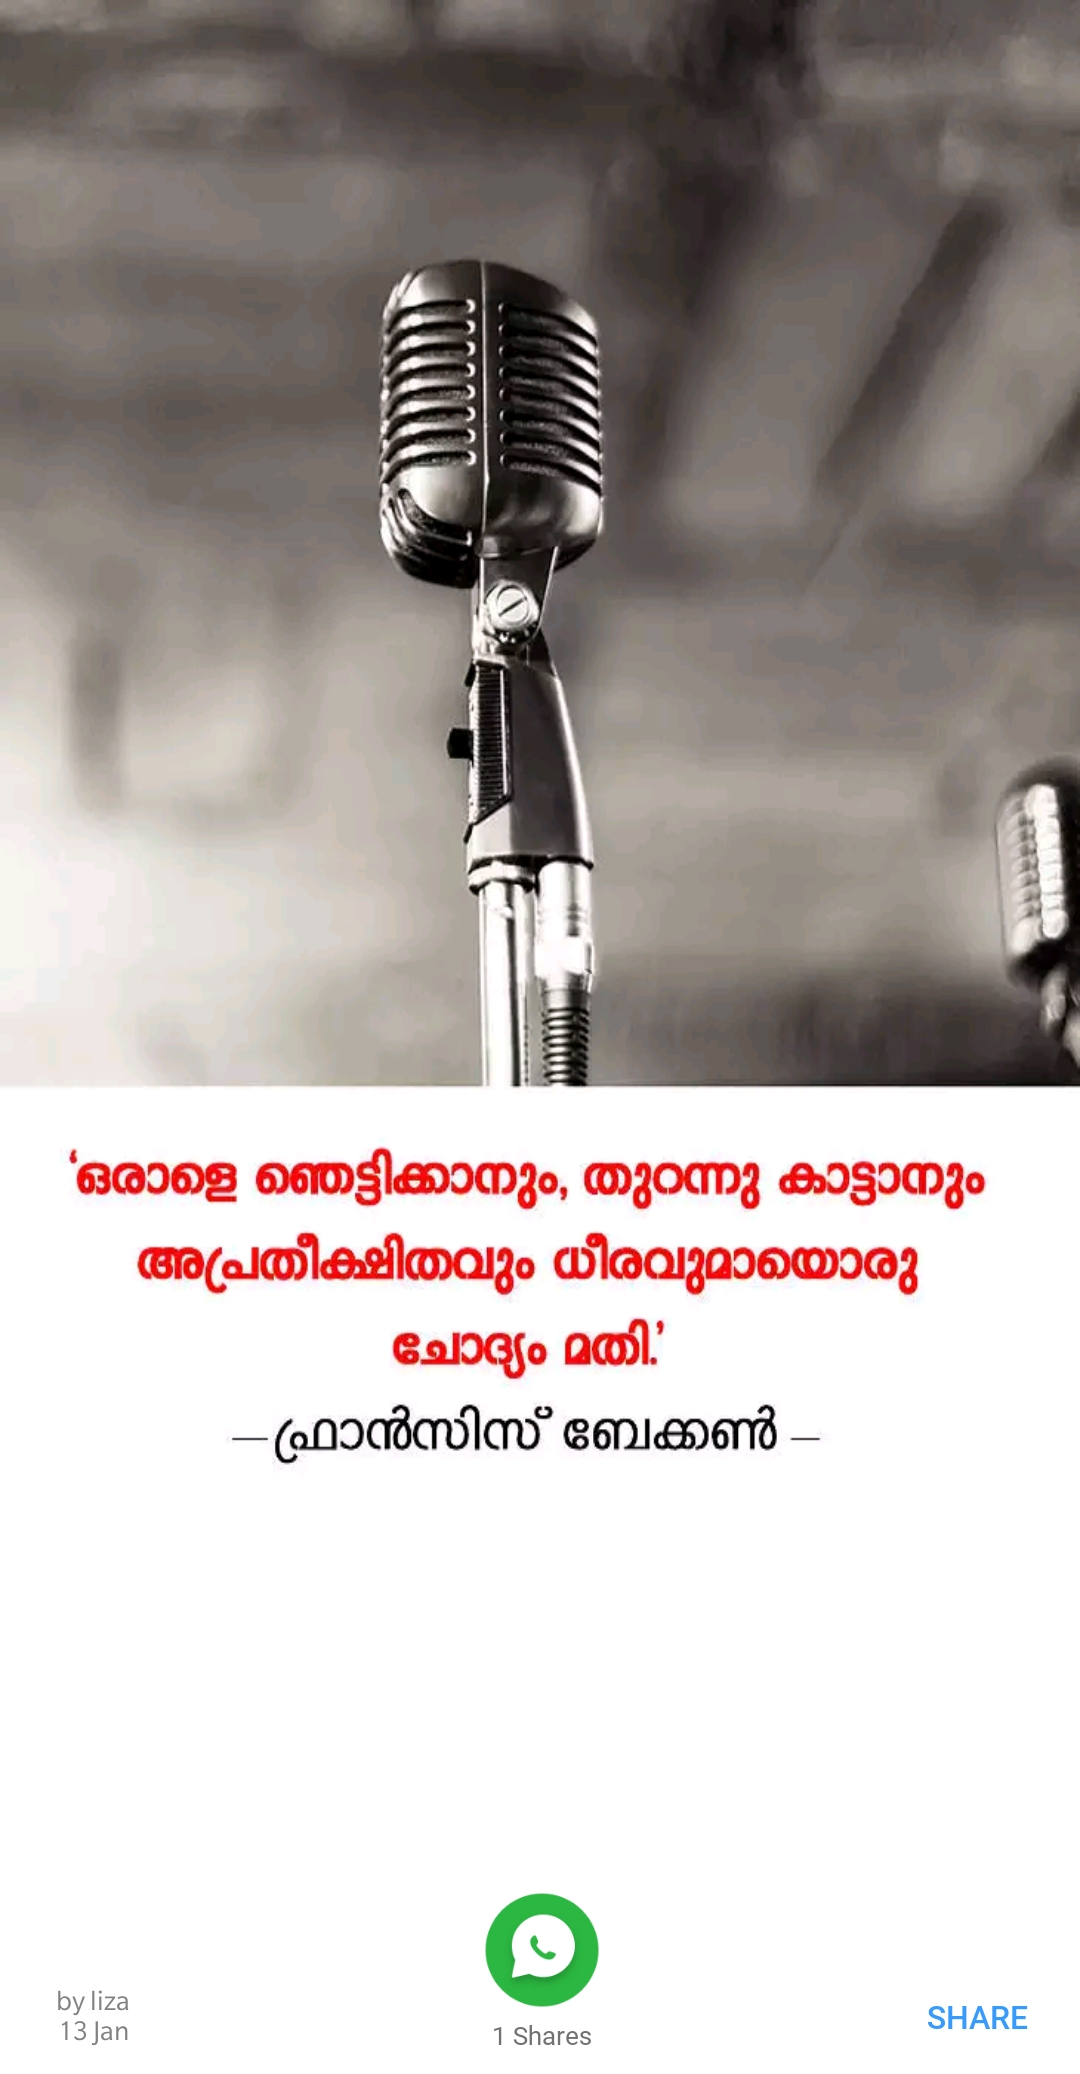 ‘ഒരാളെ ഞെട്ടിക്കാനും, തുറന്നു കാട്ടാനും
അപ്രതീക്ഷിതവും ധീരവുമായൊരു
ചോദ്യം മതി.’
—ഫ്രാൻസിസ് ബേക്കൺ —
by liza
13 Jan
1 Shares
SHARE